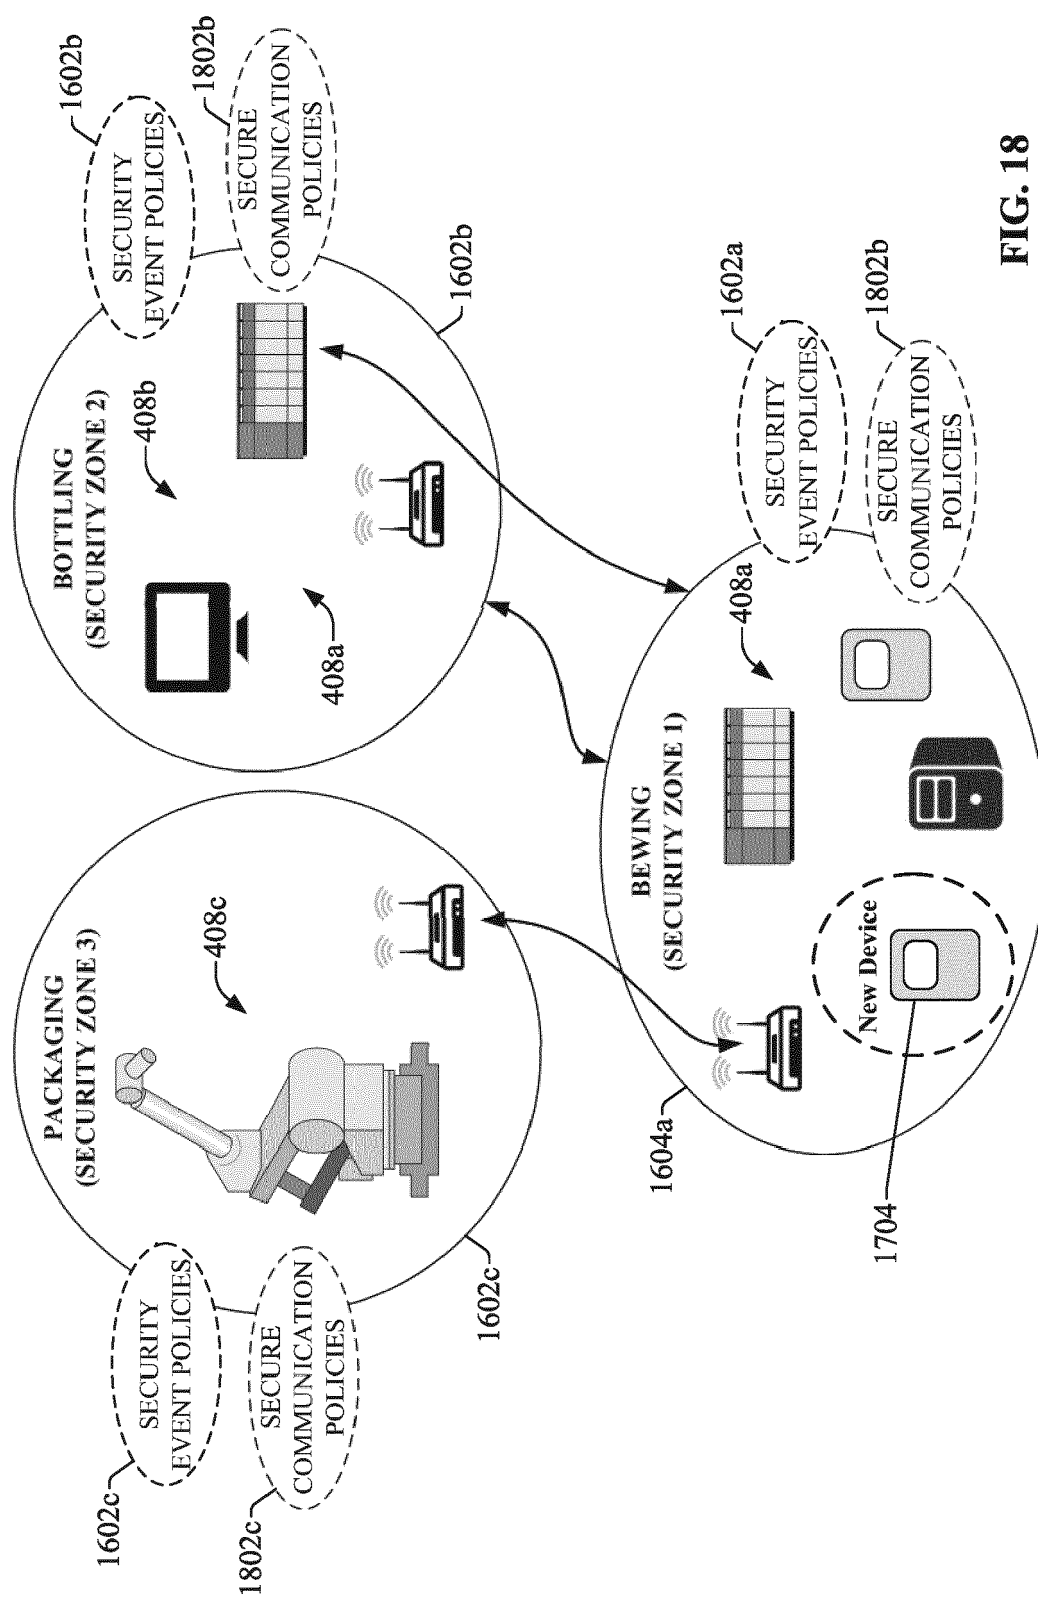 1602c
SECURITY
EVENT POLICIES
1802c
SECURE
COMMUNICATION
POLICIES
1602c
PACKAGING
(SECURITY ZONE 3)
408c
BOTTLING
(SECURITY ZONE 2)
408b
408a
SECURITY
EVENT POLICIES
1602b
SECURE
COMMUNICATION
POLICIES
1802b
1602b
1604a
1704
BEWING
(SECURITY ZONE 1)
New Device
408a
SECURITY
EVENT POLICIES
1602a
SECURE
COMMUNICATION
POLICIES
1802b
FIG. 18